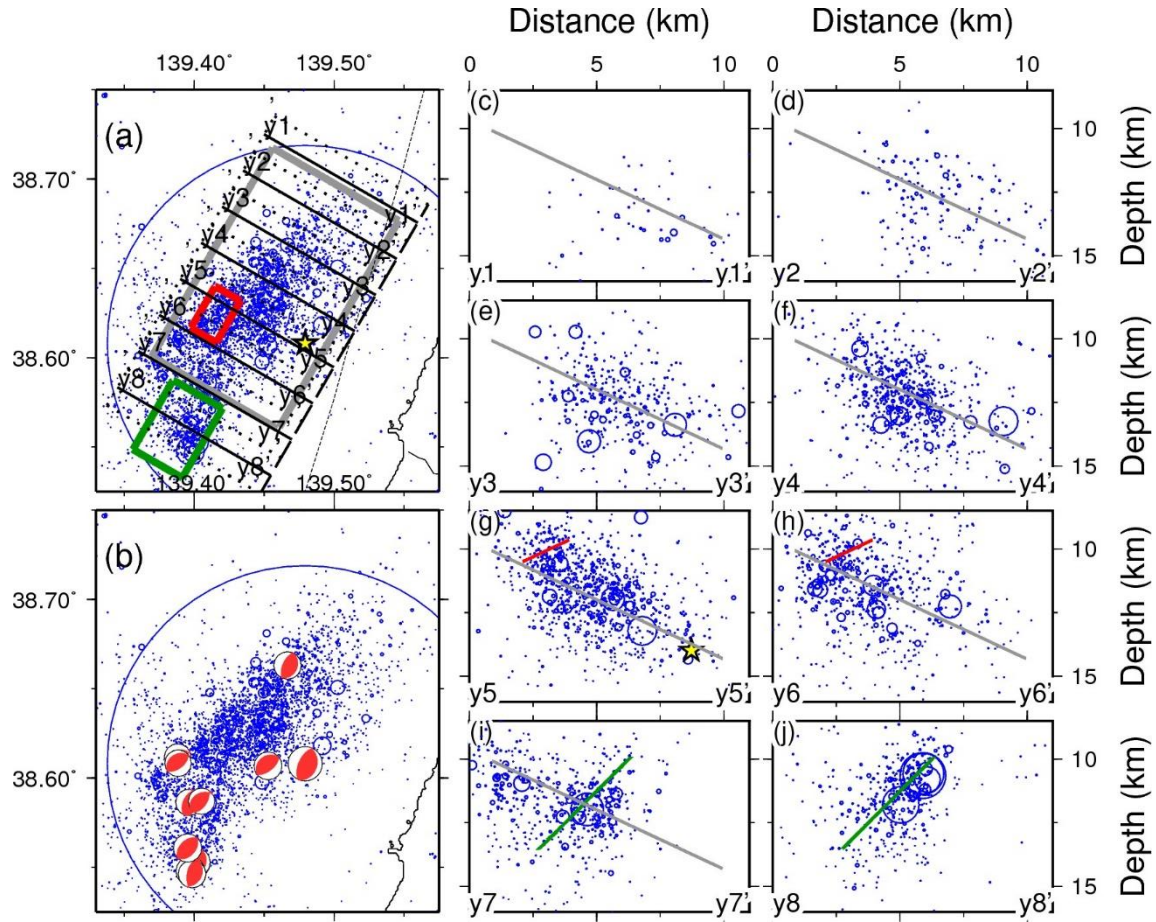 Distance (km)
Distance (km)
139.40˚
139.50˚
0
5
10
0
5
10
(a)
y1'
y2'
y3
y4
y5
y6
y7
y8
y1
y2
y3'
y4
y5
y6
y7'
y8'
38.70˚
38.60˚
139.40˚
139.50˚
(c)
y1
y1'
(d)
y2
y2'
10
15
Depth (km)
(e)
y3
y3'
(f)
y4
y4'
10
15
Depth (km)
(b)
38.70˚
38.60˚
(g)
y5
y5'
(h)
y6
y6'
10
15
Depth (km)
(i)
y7
y7'
(j)
y8
y8'
10
15
Depth (km)